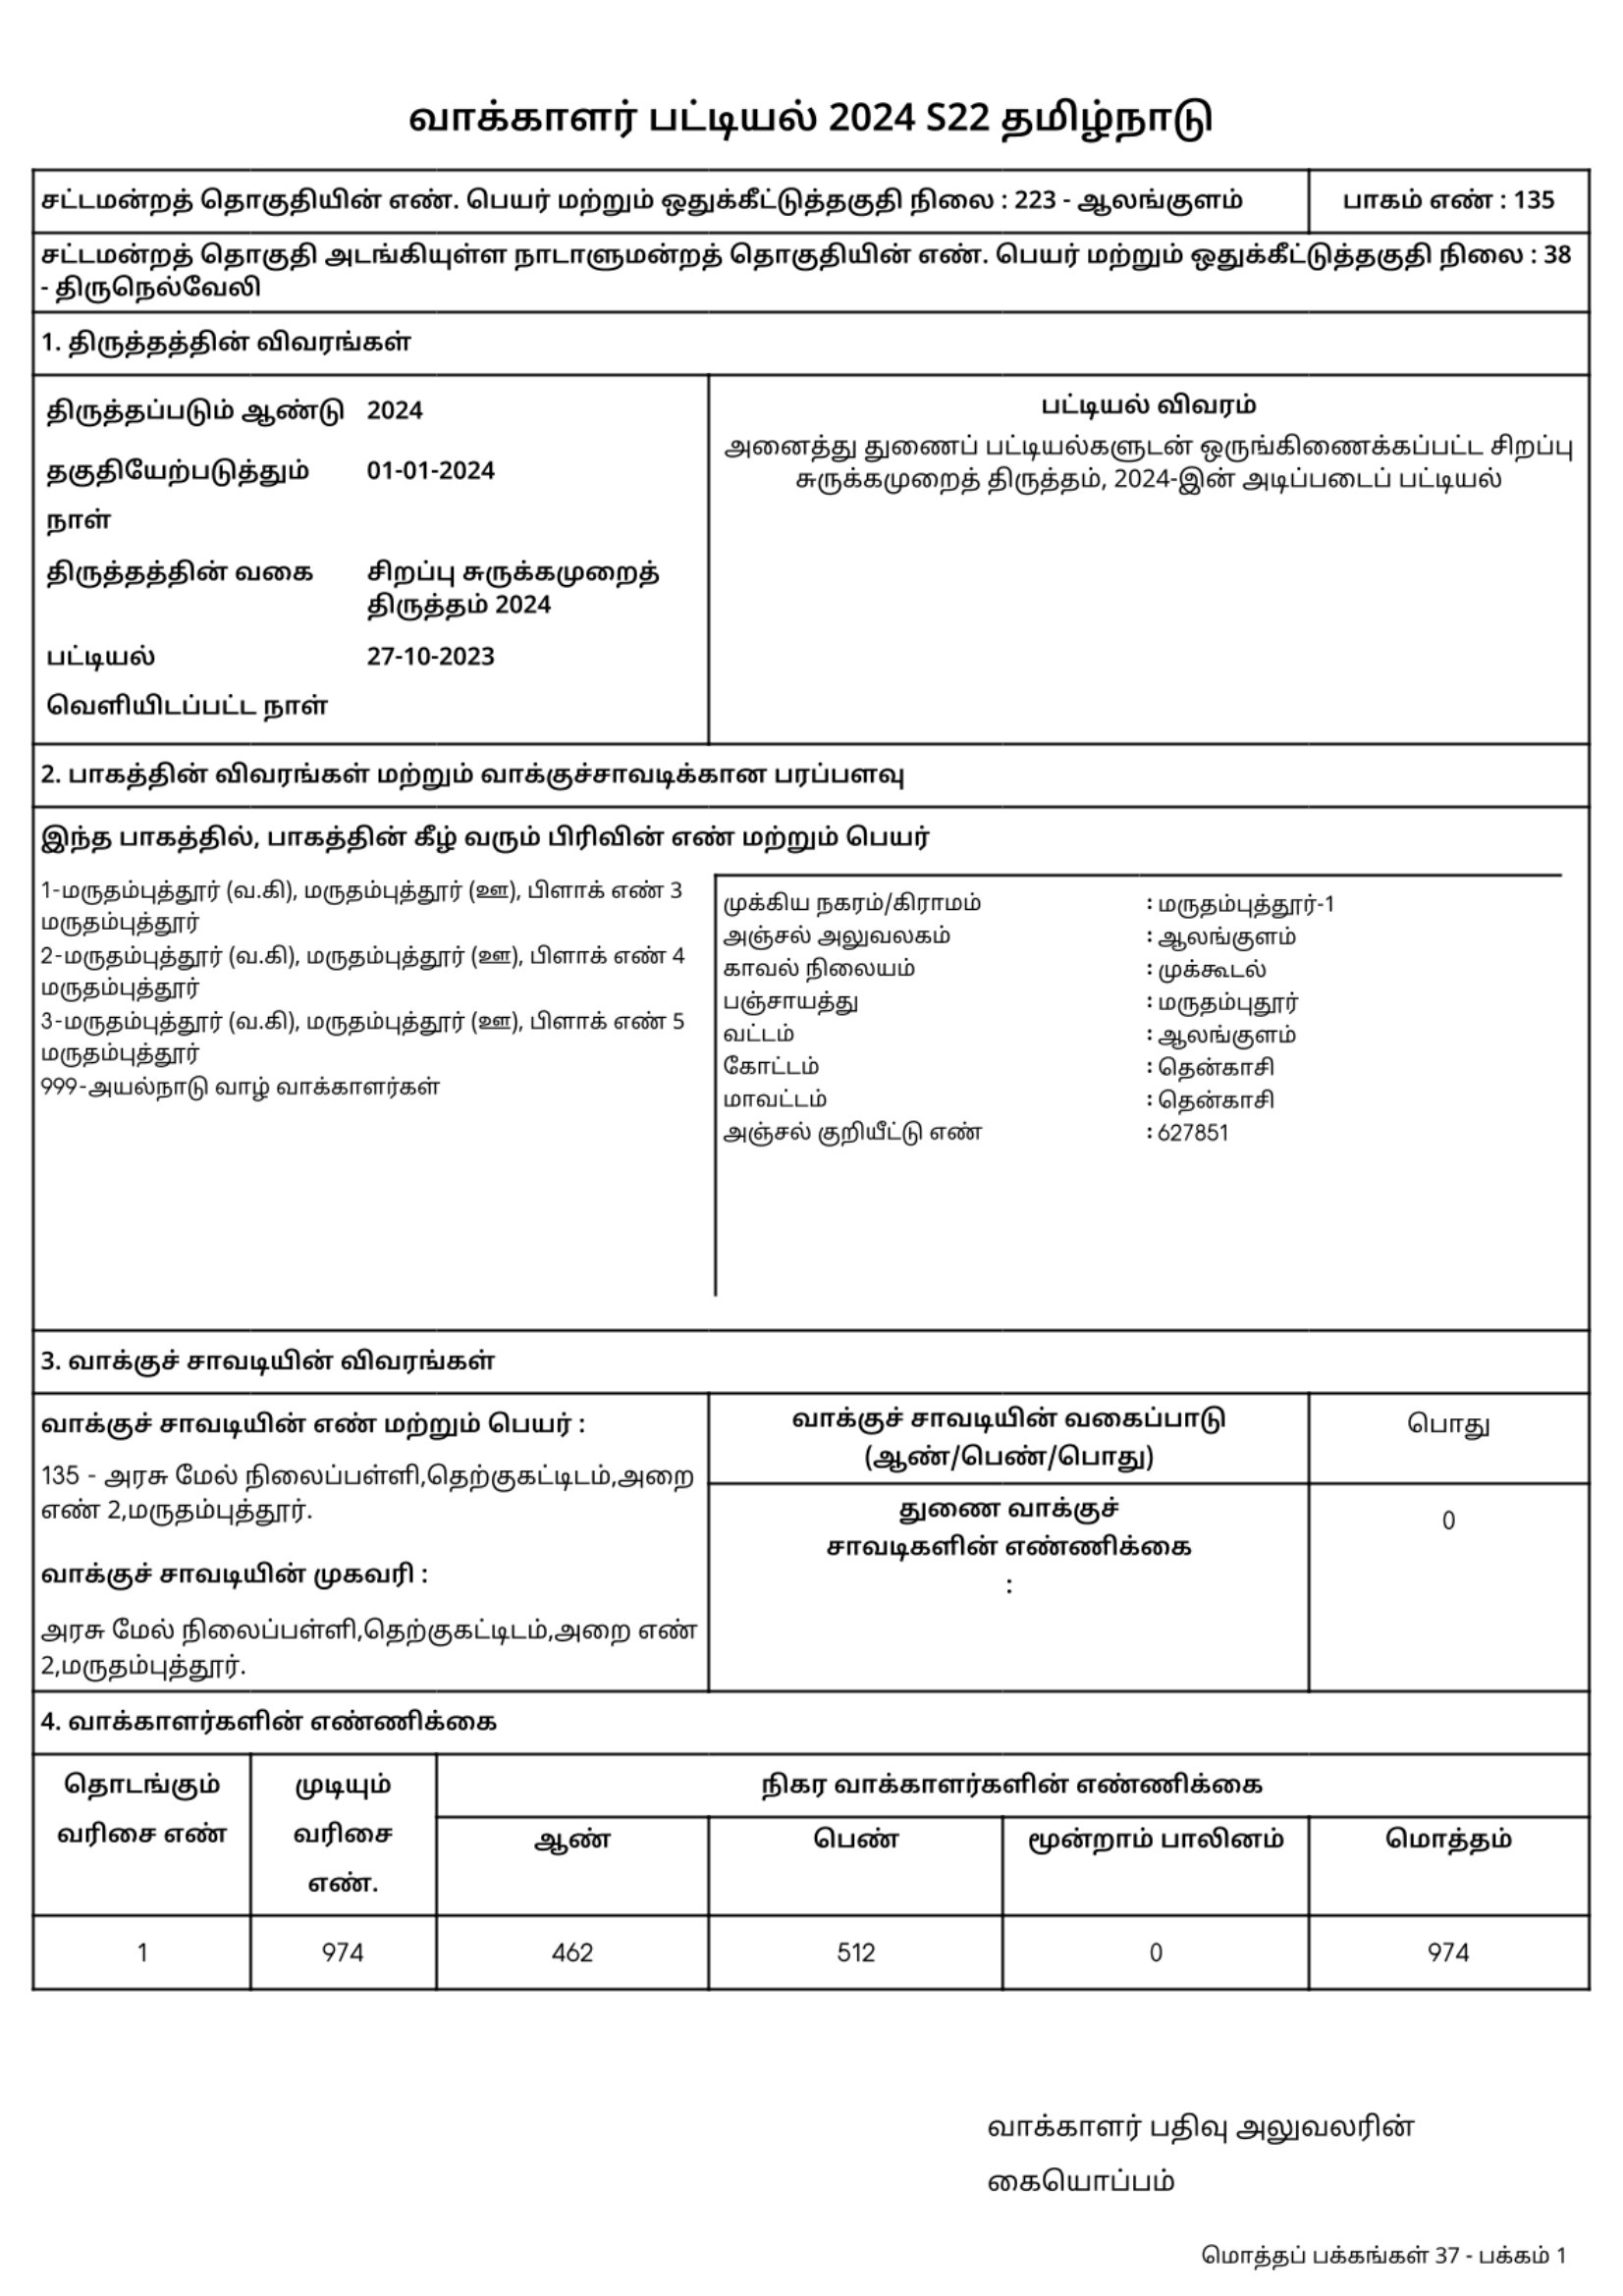 வாக்காளர் பட்டியல் 2024 S22 தமிழ்நாடு
சட்டமன்றத் தொகுதியின் எண். பெயர் மற்றும் ஒதுக்கீட்டுத்தகுதி நிலை : 223 - ஆலங்குளம்
பாகம் எண் : 135
சட்டமன்றத் தொகுதி அடங்கியுள்ள நாடாளுமன்றத் தொகுதியின் எண். பெயர் மற்றும் ஒதுக்கீட்டுத்தகுதி நிலை : 38
- திருநெல்வேலி
1. திருத்தத்தின் விவரங்கள்
திருத்தப்படும் ஆண்டு 2024
தகுதியேற்படுத்தும் 01-01-2024
நாள்
திருத்தத்தின் வகை சிறப்பு சுருக்கமுறைத்
திருத்தம் 2024
பட்டியல் 27-10-2023
வெளியிடப்பட்ட நாள்
பட்டியல் விவரம்
அனைத்து துணைப் பட்டியல்களுடன் ஒருங்கிணைக்கப்பட்ட சிறப்பு
சுருக்கமுறைத் திருத்தம், 2024-இன் அடிப்படைப் பட்டியல்
2. பாகத்தின் விவரங்கள் மற்றும் வாக்குச்சாவடிக்கான பரப்பளவு
இந்த பாகத்தில், பாகத்தின் கீழ் வரும் பிரிவின் எண் மற்றும் பெயர்
1-மருதம்புத்தூர் (வ.கி), மருதம்புத்தூர் (ஊ), பிளாக் எண் 3
மருதம்புத்தூர்
2-மருதம்புத்தூர் (வ.கி), மருதம்புத்தூர் (ஊ), பிளாக் எண் 4
மருதம்புத்தூர்
3-மருதம்புத்தூர் (வ.கி), மருதம்புத்தூர் (ஊ), பிளாக் எண் 5
மருதம்புத்தூர்
999-அயல்நாடு வாழ் வாக்காளர்கள்
முக்கிய நகரம்/கிராமம் : மருதம்புத்தூர்-1
அஞ்சல் அலுவலகம் : ஆலங்குளம்
காவல் நிலையம் : முக்கூடல்
பஞ்சாயத்து : மருதம்புதூர்
வட்டம் : ஆலங்குளம்
கோட்டம் : தென்காசி
மாவட்டம் : தென்காசி
அஞ்சல் குறியீட்டு எண் : 627851
3. வாக்குச் சாவடியின் விவரங்கள்
வாக்குச் சாவடியின் எண் மற்றும் பெயர் :
135 - அரசு மேல் நிலைப்பள்ளி,தெற்குகட்டிடம்,அறை
எண் 2,மருதம்புத்தூர்.
வாக்குச் சாவடியின் முகவரி :
அரசு மேல் நிலைப்பள்ளி,தெற்குகட்டிடம்,அறை எண்
2,மருதம்புத்தூர்.
வாக்குச் சாவடியின் வகைப்பாடு
(ஆண்/பெண்/பொது)
பொது
துணை வாக்குச்
சாவடிகளின் எண்ணிக்கை
:
0
4. வாக்காளர்களின் எண்ணிக்கை
தொடங்கும்
வரிசை எண்
முடியும்
வரிசை
எண்.
நிகர வாக்காளர்களின் எண்ணிக்கை
ஆண் பெண் மூன்றாம் பாலினம் மொத்தம்
1 974 462 512 0 974
வாக்காளர் பதிவு அலுவலரின்
கையொப்பம்
மொத்தப் பக்கங்கள் 37 - பக்கம் 1